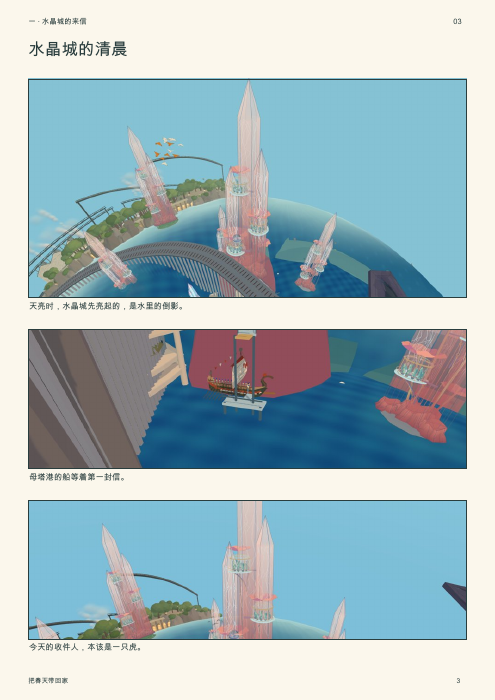 一 · 水晶城的来信
03
水晶城的清晨
天亮时，水晶城先亮起的，是水里的倒影。
母塔港的船等着第一封信。
今天的收件人，本该是一只虎。
把春天带回家
3